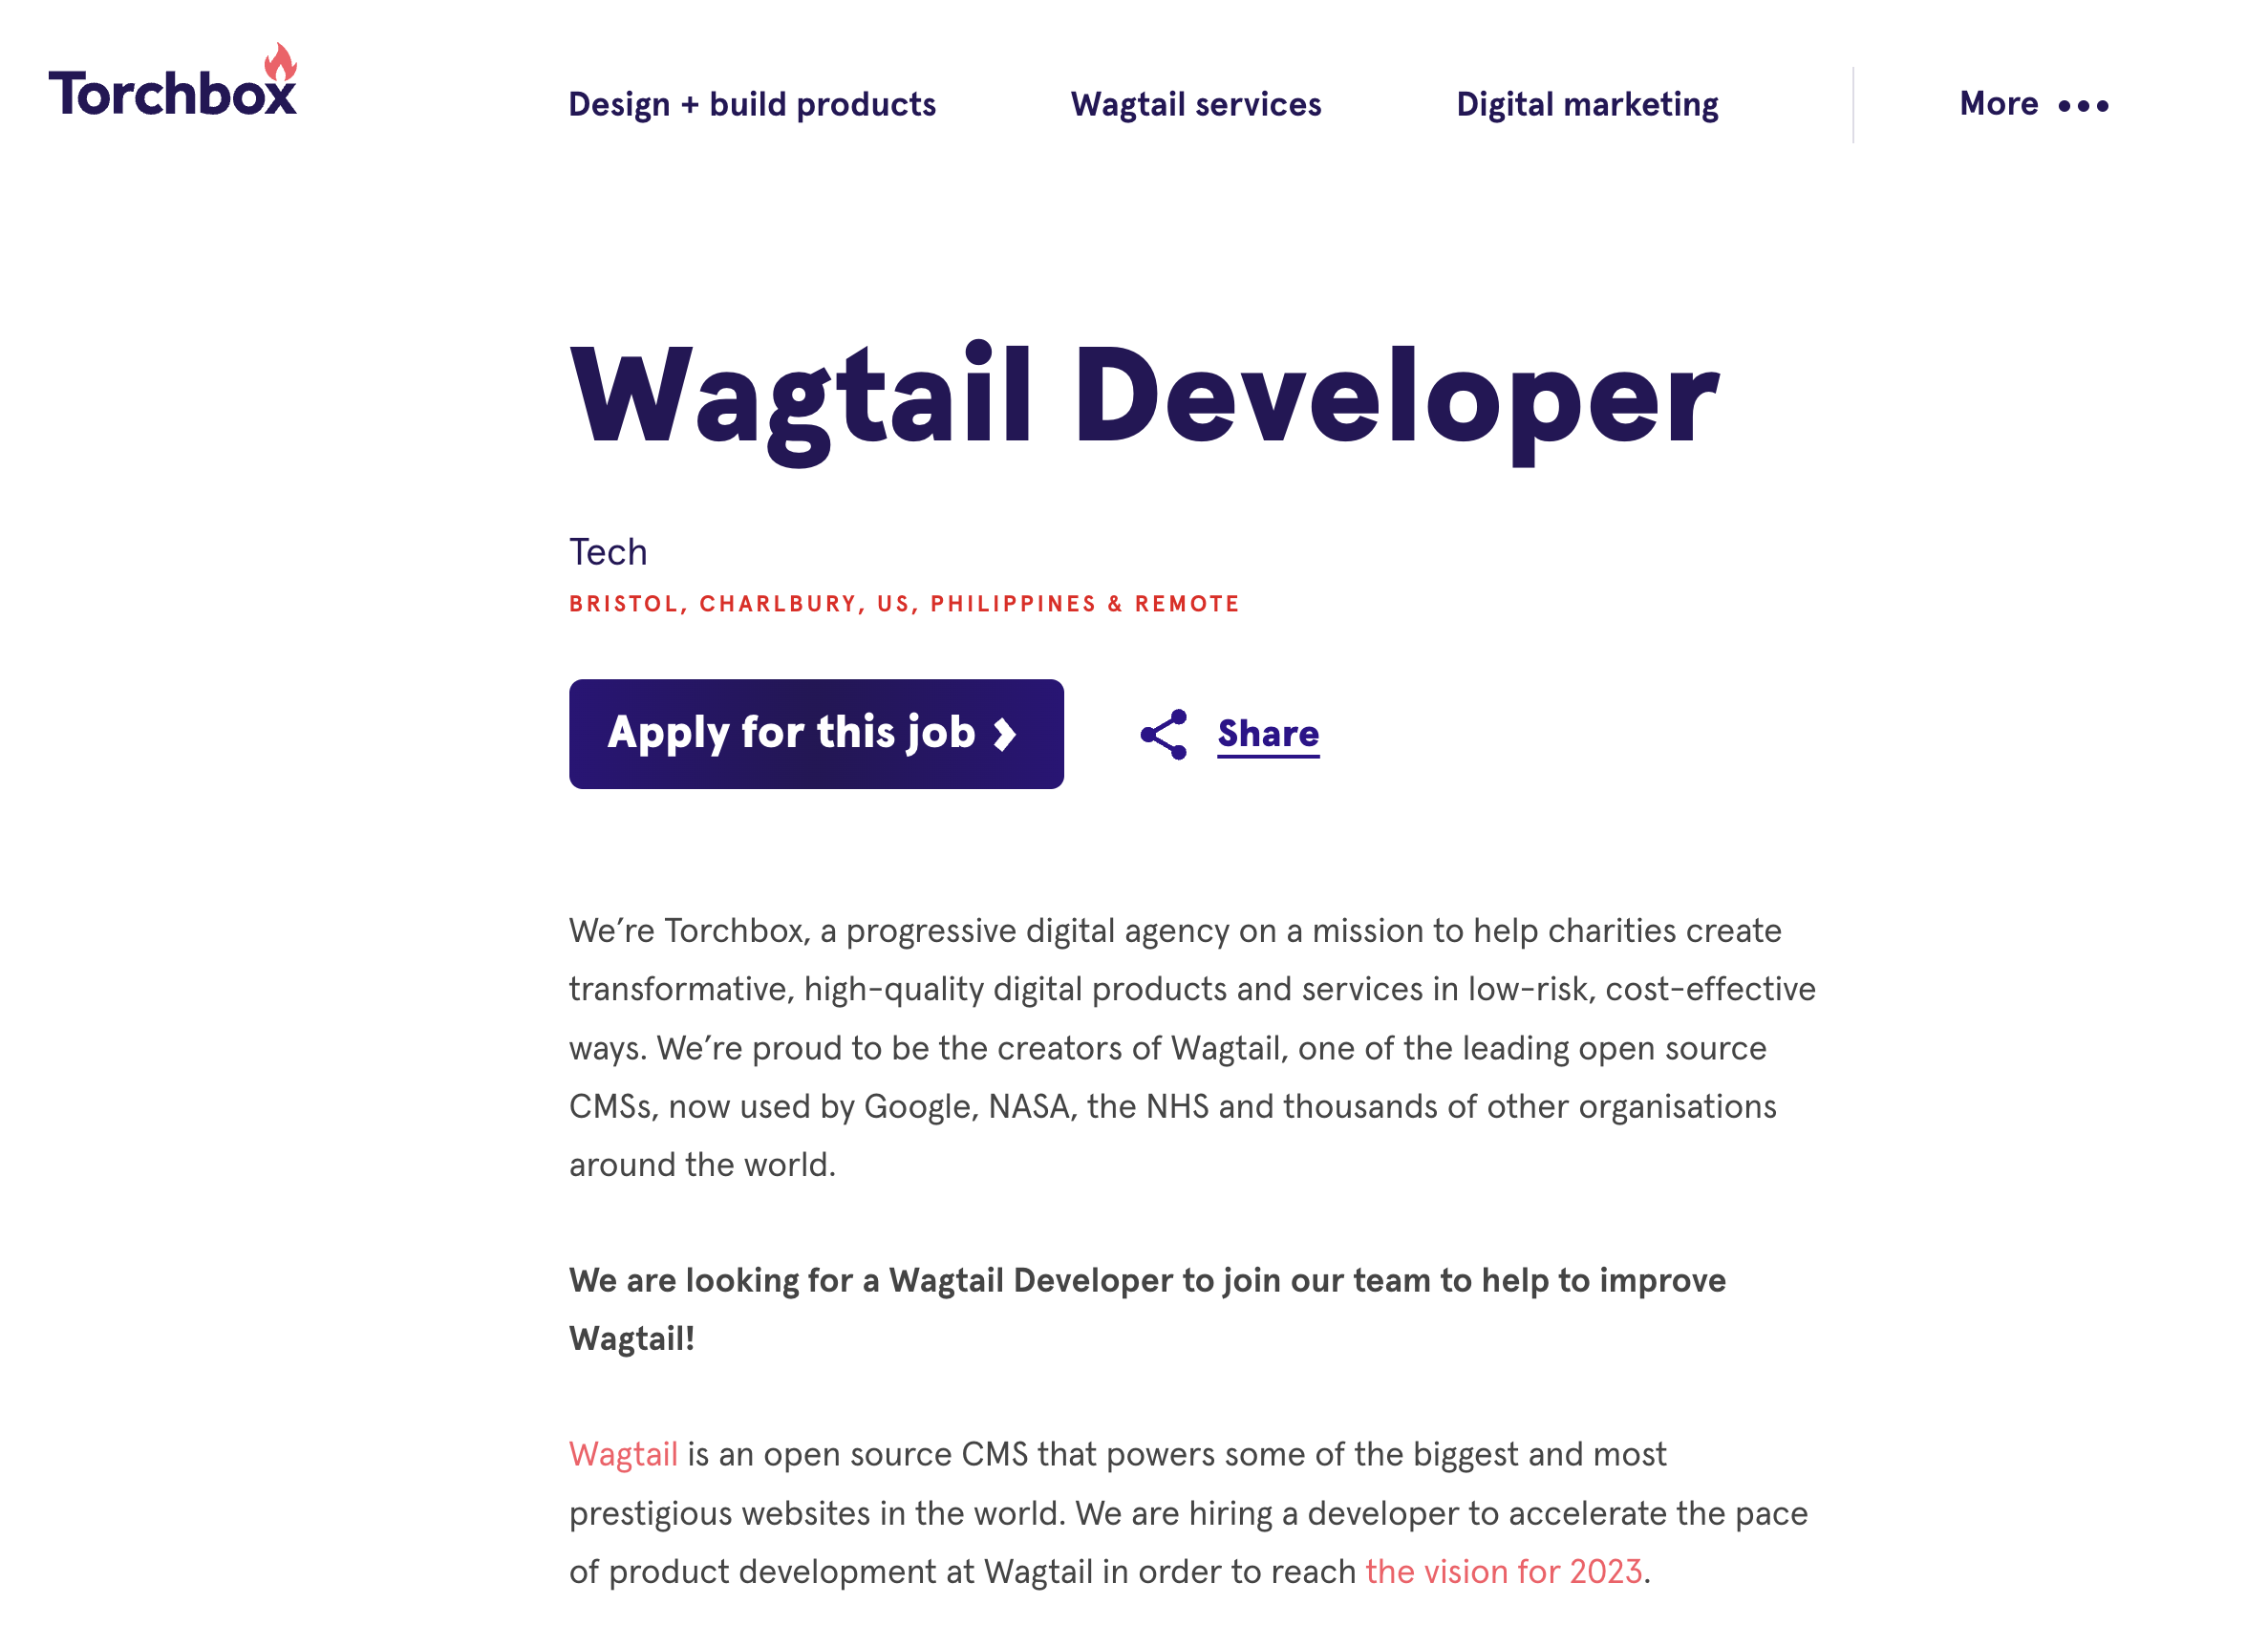 Torchbox
Design + build products
Wagtail services
Digital marketing
More
Wagtail Developer
Tech
BRISTOL, CHARLBURY, US, PHILIPPINES & REMOTE
Apply for this job
Share
We’re Torchbox, a progressive digital agency on a mission to help charities create
transformative, high-quality digital products and services in low-risk, cost-effective
ways. We’re proud to be the creators of Wagtail, one of the leading open source
CMSs, now used by Google, NASA, the NHS and thousands of other organisations
around the world.
We are looking for a Wagtail Developer to join our team to help to improve
Wagtail!
Wagtail is an open source CMS that powers some of the biggest and most
prestigious websites in the world. We are hiring a developer to accelerate the pace
of product development at Wagtail in order to reach the vision for 2023.